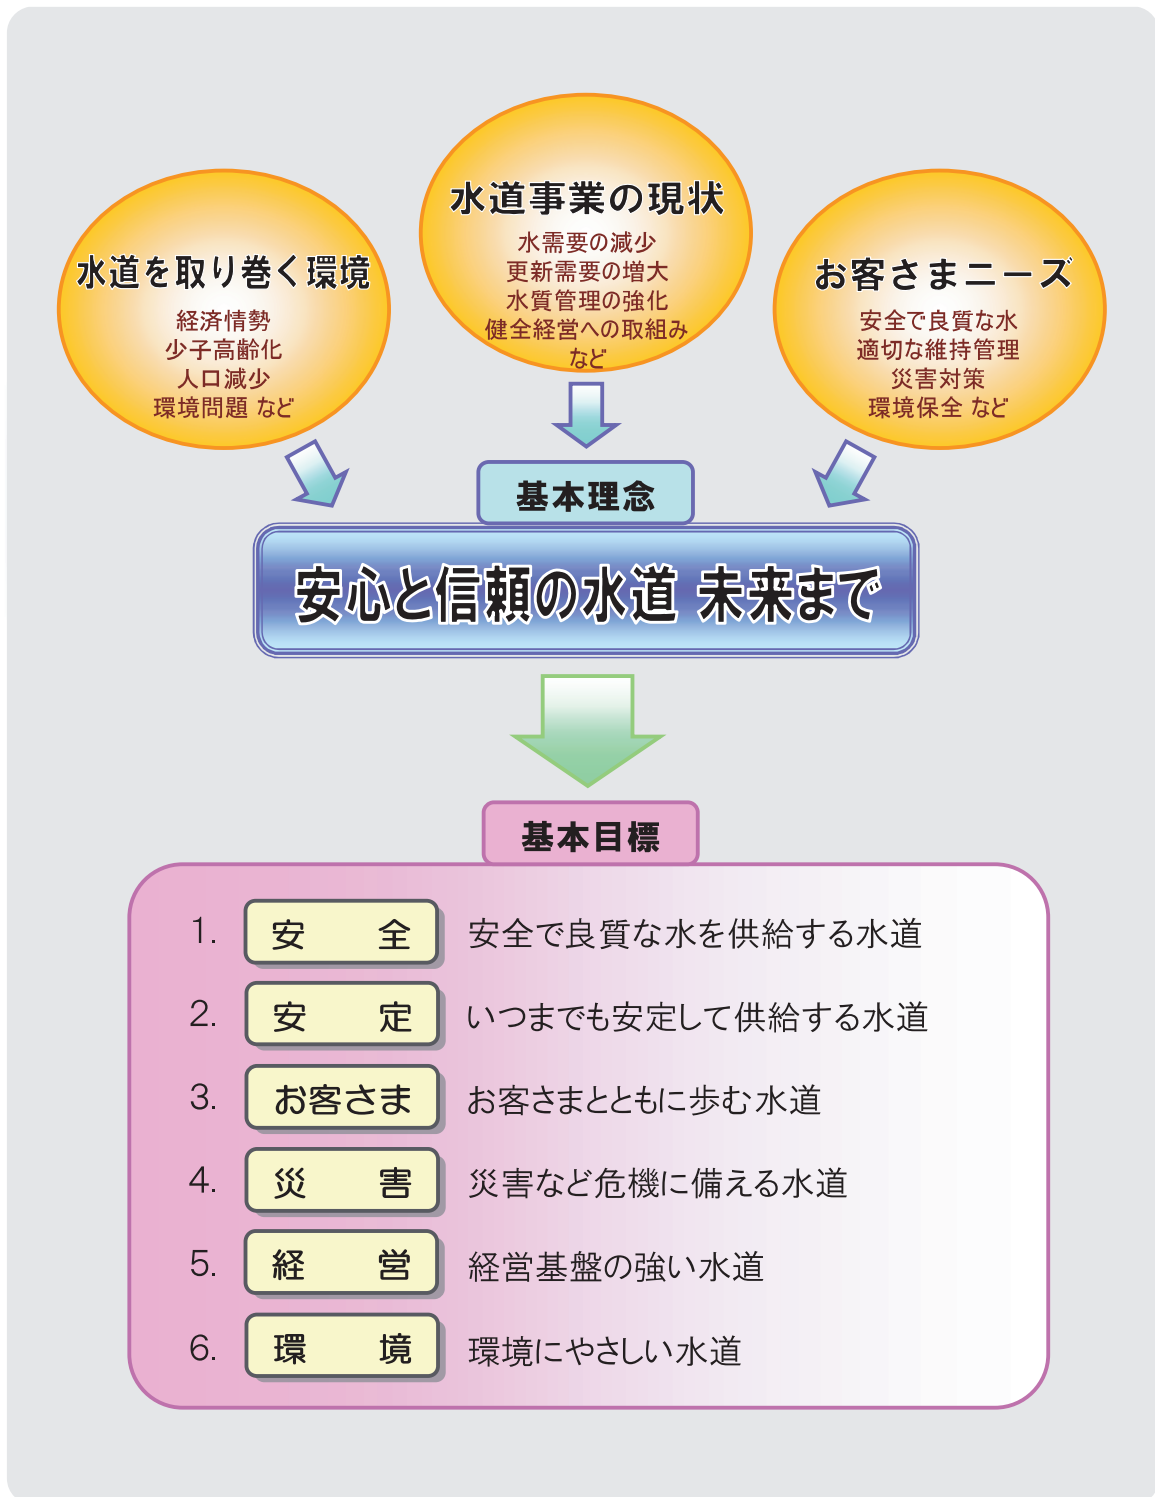 水道を取り巻く環境
経済情勢
少子高齢化
人口減少
環境問題 など
水道事業の現状
水需要の減少
更新需要の増大
水質管理の強化
健全経営への取組み
など
お客さまニーズ
安全で良質な水
適切な維持管理
災害対策
環境保全 など
基本理念
安心と信頼の水道 未来まで
基本目標
1. 安 全 安全で良質な水を供給する水道
2. 安 定 いつまでも安定して供給する水道
3. お客さま お客さまとともに歩む水道
4. 災 害 災害など危機に備える水道
5. 経 営 経営基盤の強い水道
6. 環 境 環境にやさしい水道